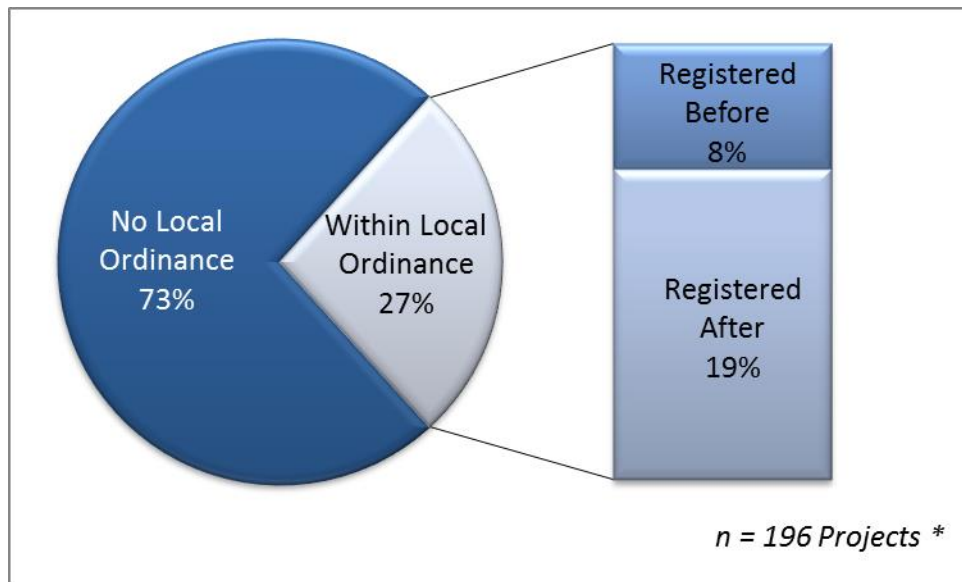 No Local
Ordinance
73%
Within Local
Ordinance
27%
Registered
Before
8%
Registered
After
19%
n = 196 Projects *